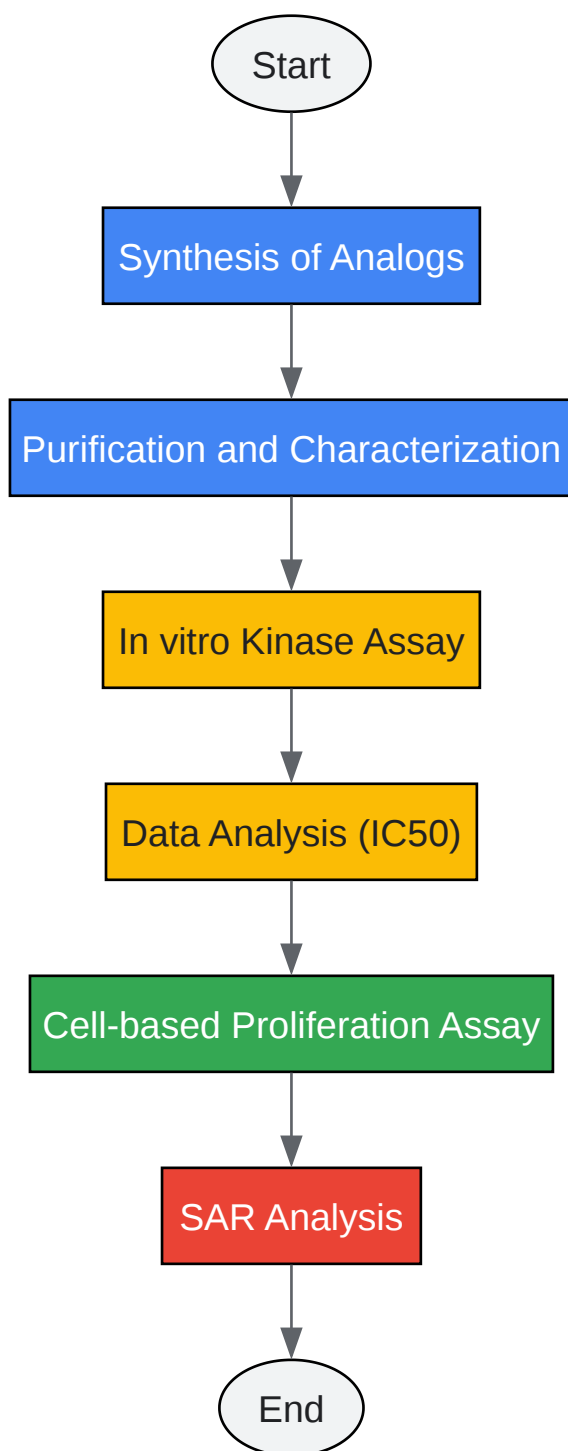 Start
Synthesis of Analogs
Purification and Characterization
In vitro Kinase Assay
Data Analysis (IC50)
Cell-based Proliferation Assay
SAR Analysis
End